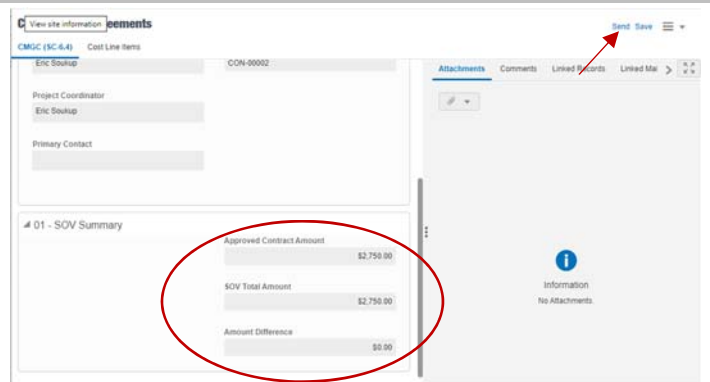 C View site information eements
Send Save
CMGC (SC-6.4) Cost Line Items
Eric Soukup CON-00002
Attachments Comments Linked Records Linked Mai
Project Coordinator
Eric Soukup
Primary Contact
01 - SOV Summary
Approved Contract Amount
$2,750.00
SOV Total Amount
$2,750.00
Amount Difference
$0.00
Information
No Attachments.